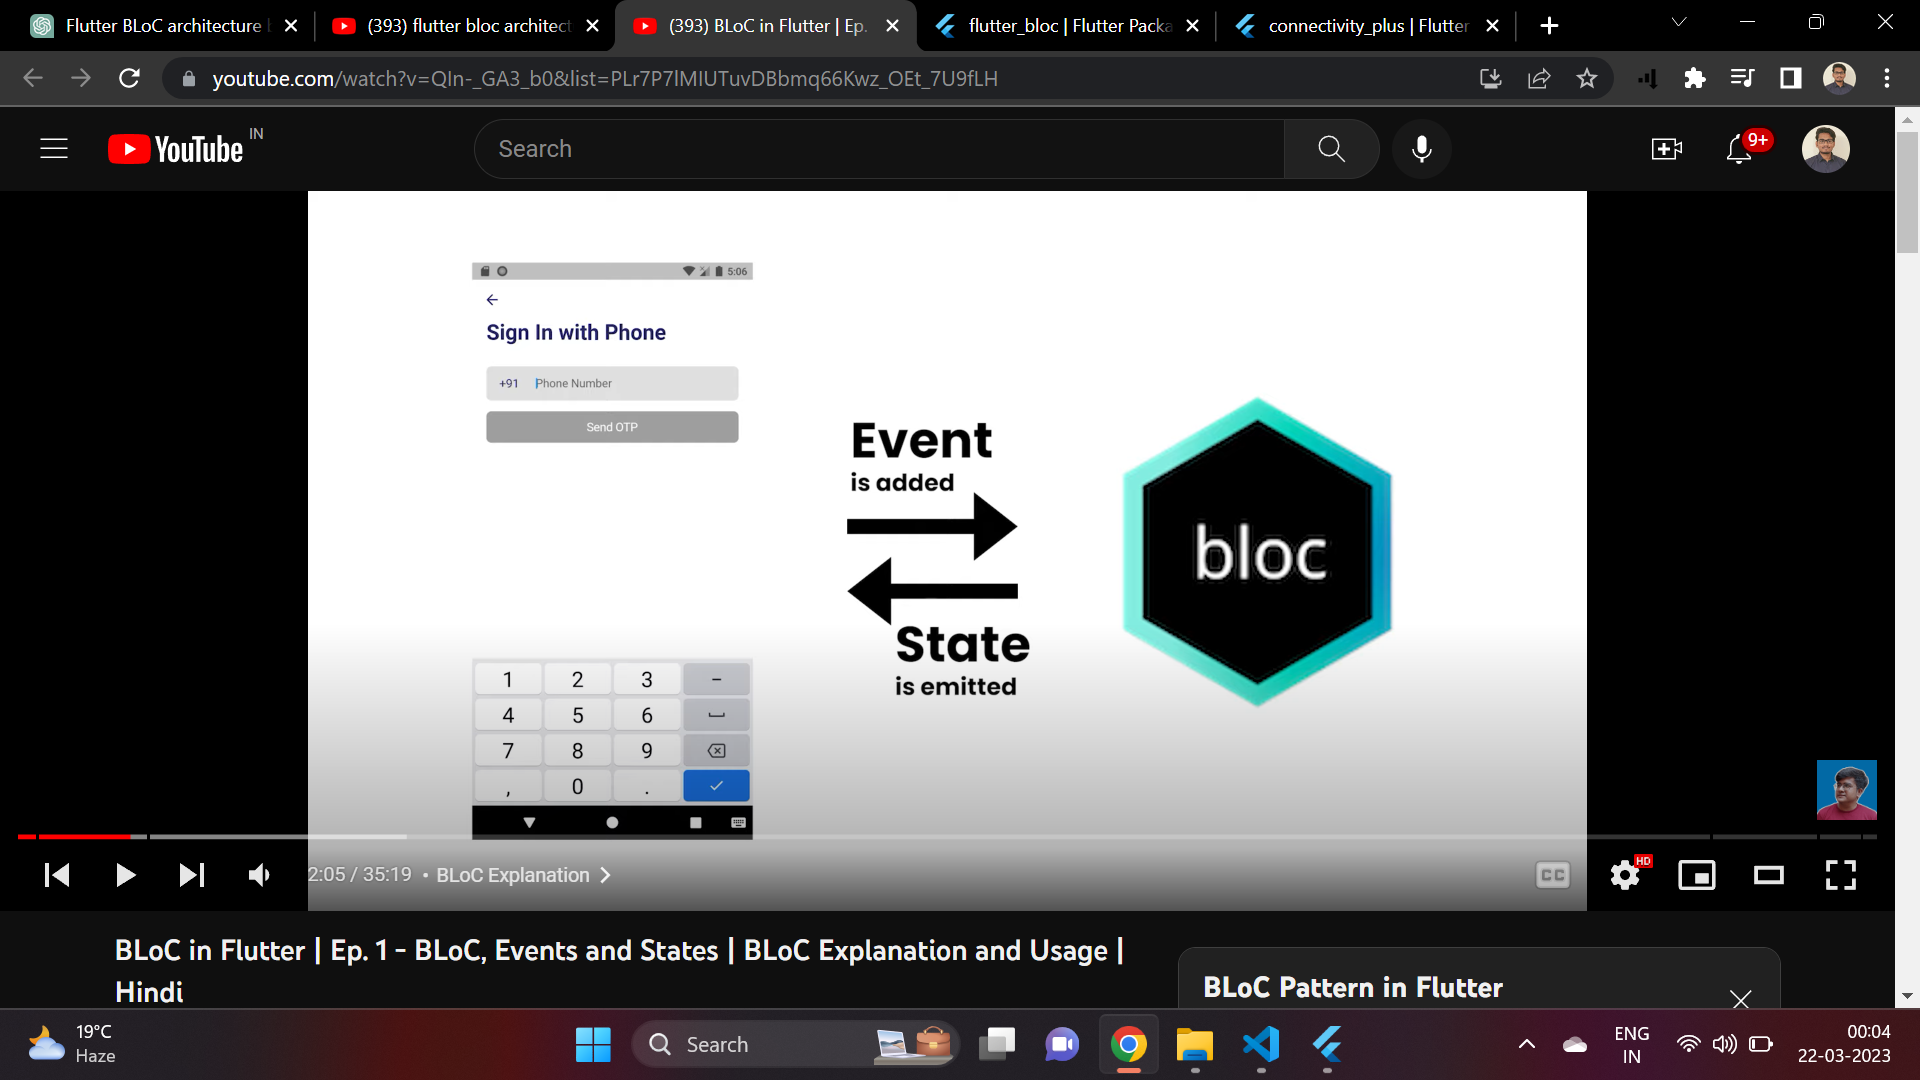 Flutter BLoC architecture
(393) flutter bloc architect
(393) BLoC in Flutter | Ep.
flutter_bloc | Flutter Packa
connectivity_plus | Flutter
youtube.com/watch?v=QIn-_GA3_b0&list=PLr7P7lMIUTuvDBbmq66Kwz_OEt_7U9fLH
YouTube IN
Search
9+
5:06
Sign In with Phone
+91 Phone Number
Send OTP
Event
is added
State
is emitted
bloc
1 2 3 -
4 5 6
7 8 9
, 0 .
2:05 / 35:19 • BLoC Explanation
CC
HD
BLoC in Flutter | Ep. 1 - BLoC, Events and States | BLoC Explanation and Usage |
Hindi
BLoC Pattern in Flutter
19°C
Haze
Search
ENG
IN
00:04
22-03-2023